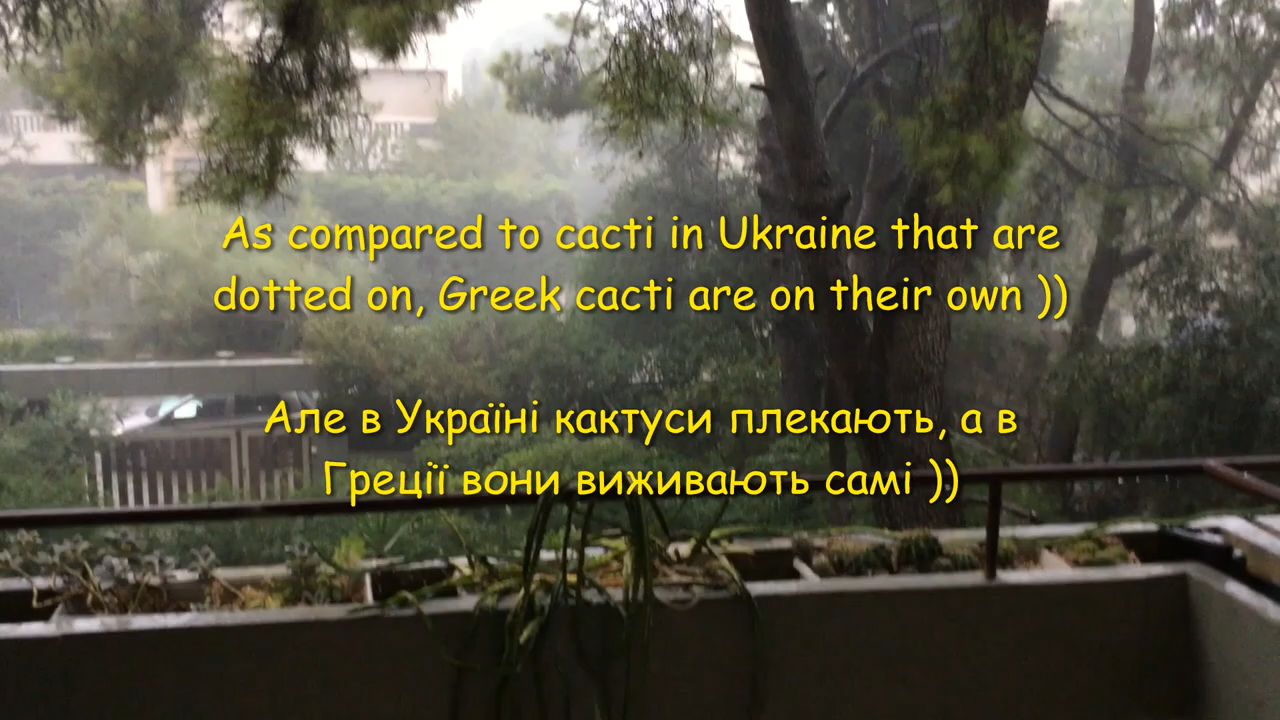 As compared to cacti in Ukraine that are
dotted on, Greek cacti are on their own ))
Але в Україні кактуси плекають, а в
Греції вони виживають самі ))